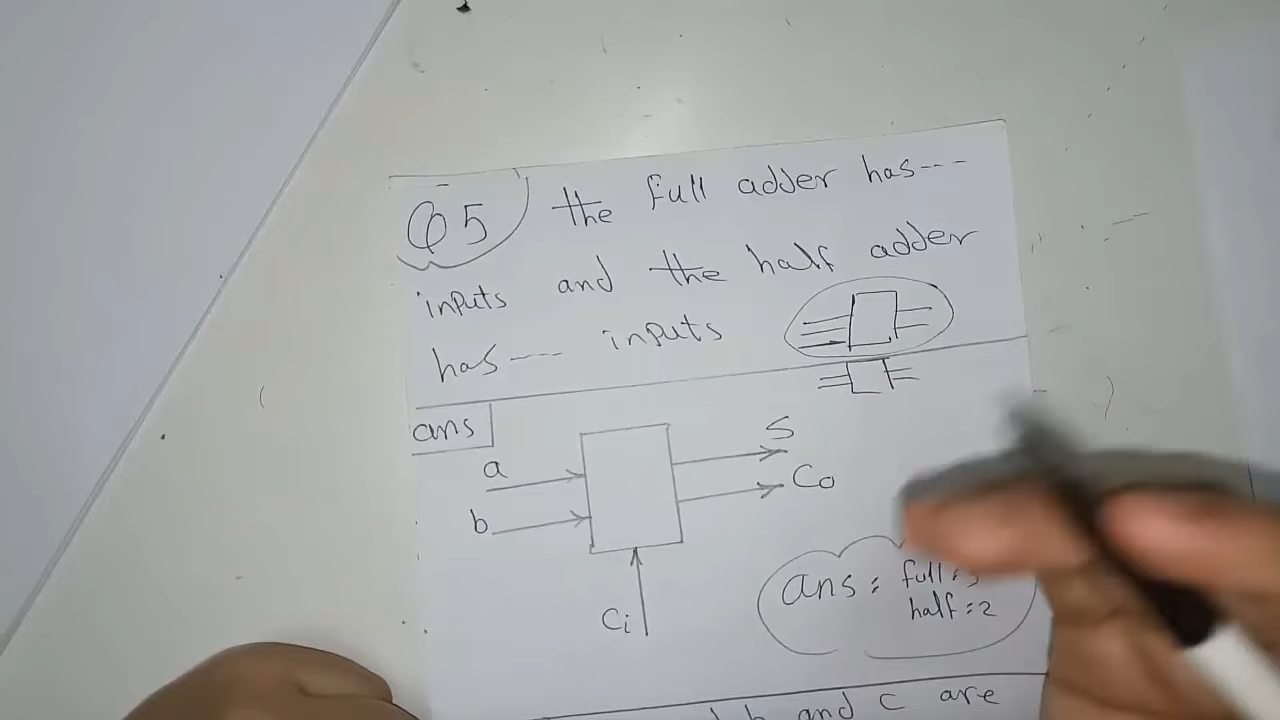 Q5 the full adder has---
inputs and the half adder
has---- inputs
ans
a
b
S
Co
Ci
ans: full:3
half:2
b and c are